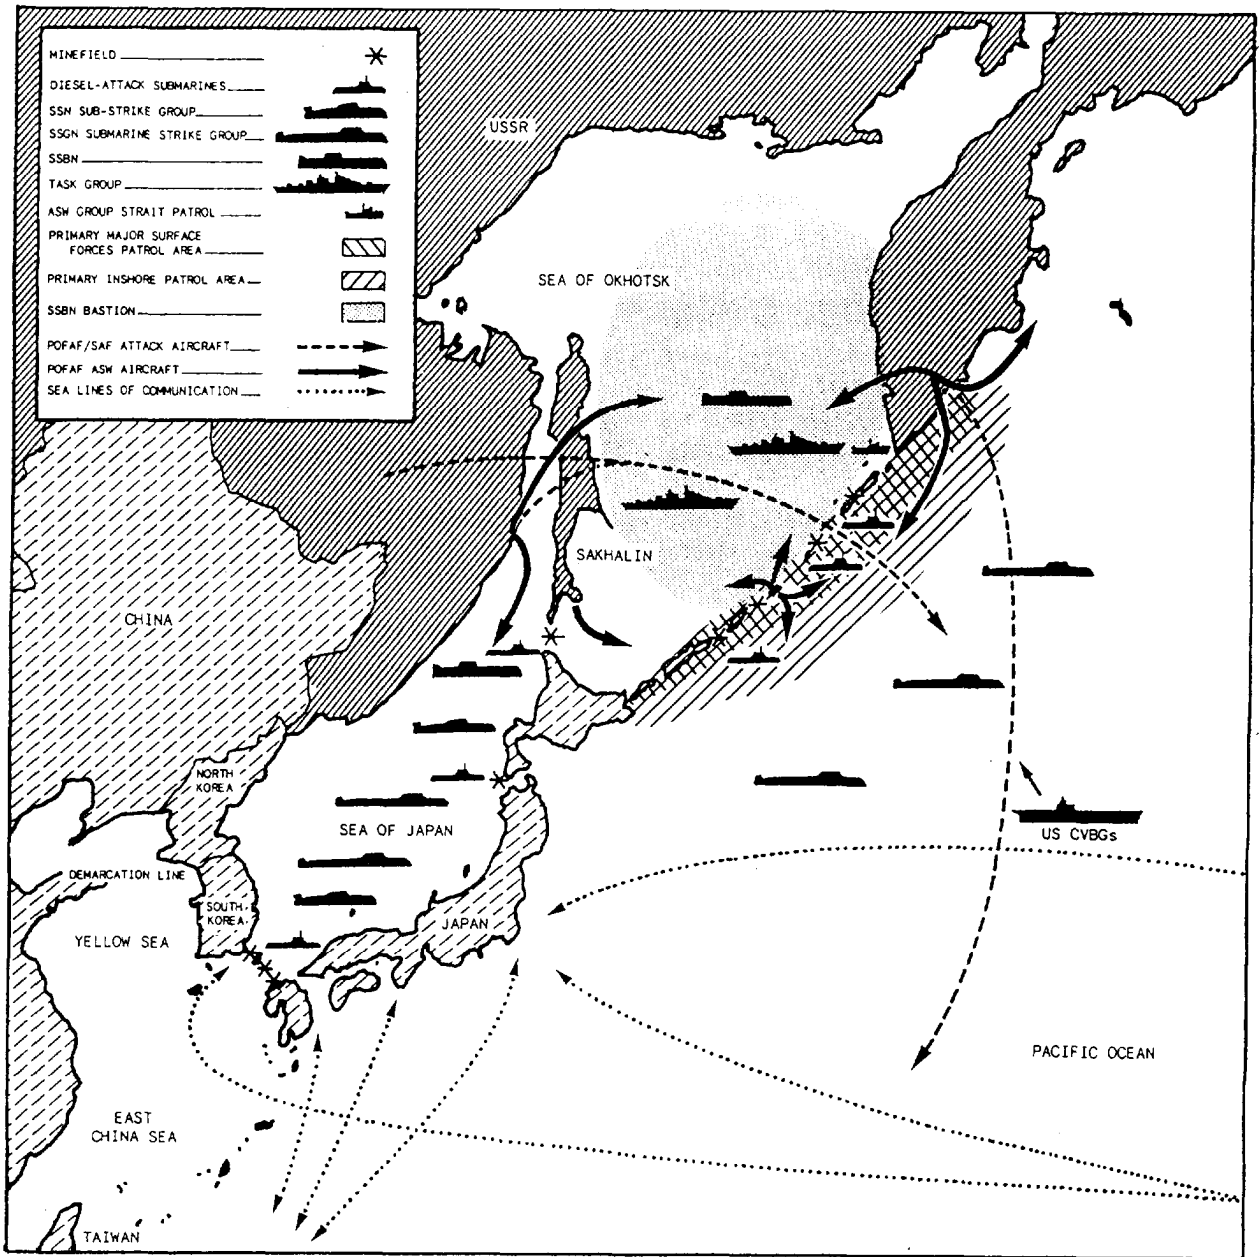 MINEFIELD
DIESEL-ATTACK SUBMARINES
SSN SUB-STRIKE GROUP
SSGN SUBMARINE STRIKE GROUP
SSBN
TASK GROUP
ASW GROUP STRAIT PATROL
PRIMARY MAJOR SURFACE
FORCES PATROL AREA
PRIMARY INSHORE PATROL AREA
SSBN BASTION
POFAF/SAF ATTACK AIRCRAFT
POFAF ASW AIRCRAFT
SEA LINES OF COMMUNICATION
USSR
SEA OF OKHOTSK
SAKHALIN
CHINA
NORTH
KOREA
SEA OF JAPAN
US CVBGs
DEMARCATION LINE
SOUTH
KOREA
JAPAN
YELLOW SEA
PACIFIC OCEAN
EAST
CHINA SEA
TAIWAN